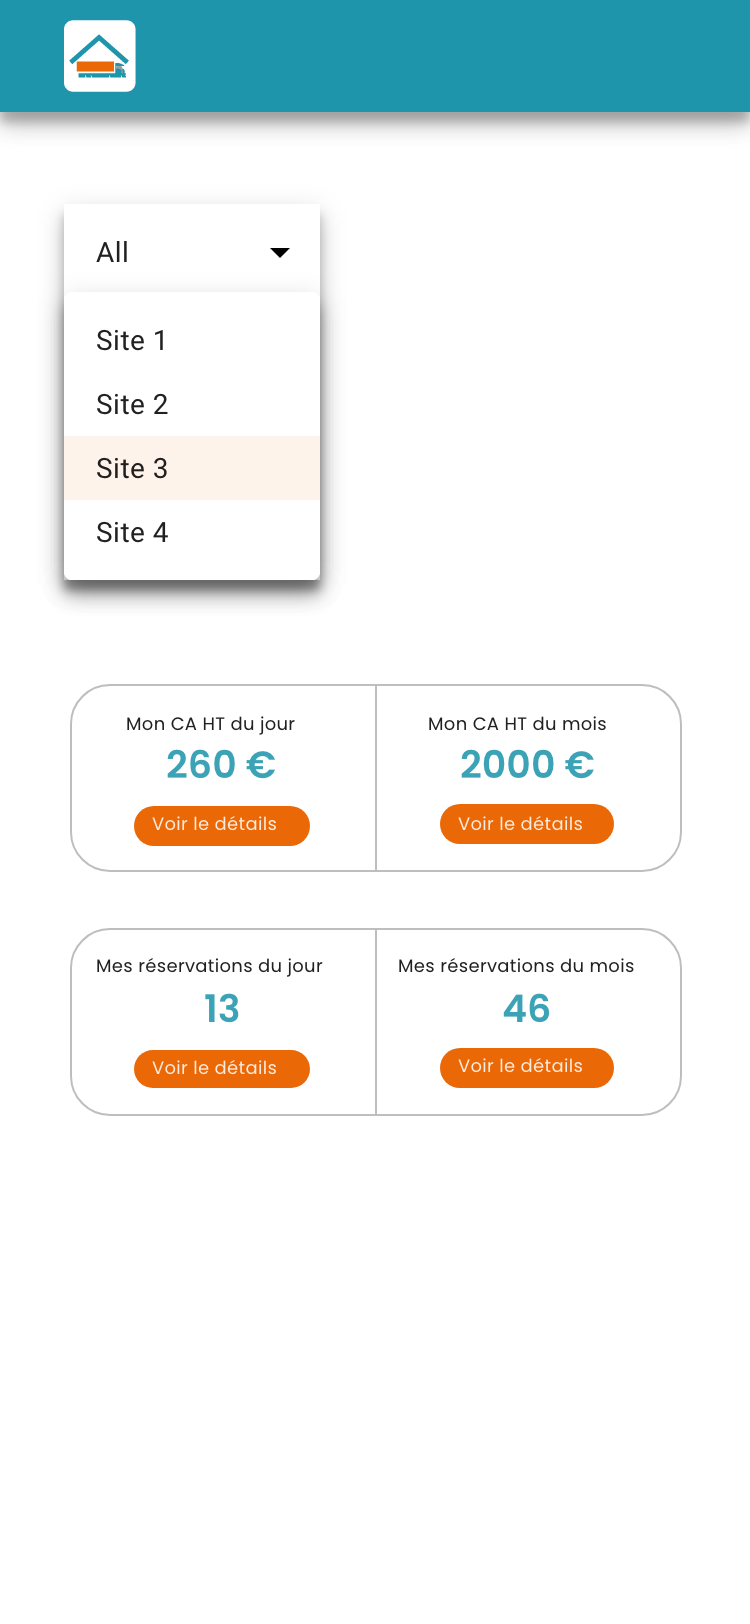 All
Site 1
Site 2
Site 3
Site 4
Mon CA HT du jour
260 €
Voir le détails
Mon CA HT du mois
2000 €
Voir le détails
Mes réservations du jour
13
Voir le détails
Mes réservations du mois
46
Voir le détails